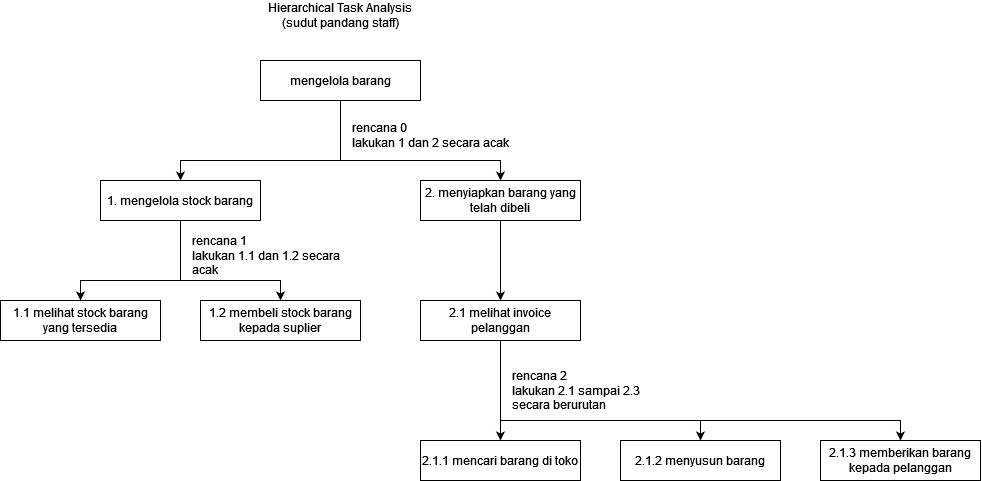 Hierarchical Task Analysis
(sudut pandang staff)
mengelola barang
rencana 0
lakukan 1 dan 2 secara acak
1. mengelola stock barang
2. menyiapkan barang yang
telah dibeli
rencana 1
lakukan 1.1 dan 1.2 secara
acak
1.1 melihat stock barang
yang tersedia
1.2 membeli stock barang
kepada suplier
2.1 melihat invoice
pelanggan
rencana 2
lakukan 2.1 sampai 2.3
secara berurutan
2.1.1 mencari barang di toko
2.1.2 menyusun barang
2.1.3 memberikan barang
kepada pelanggan